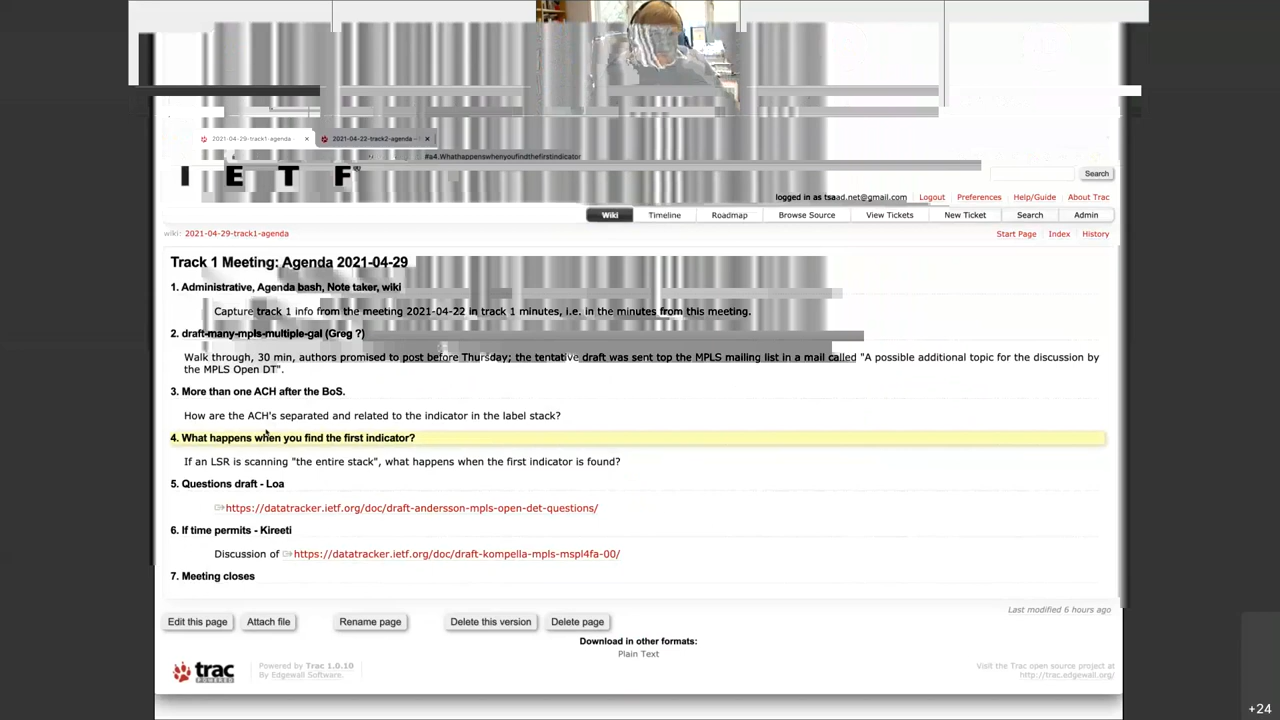 2021-04-29-track1-agenda
2021-04-22-track2-agenda
#a4.Whathappenswhenyoufindthefirstindicator
I E T F
Search
logged in as tsaad.net@gmail.com Logout Preferences Help/Guide About Trac
Wiki Timeline Roadmap Browse Source View Tickets New Ticket Search Admin
wiki: 2021-04-29-track1-agenda
Start Page Index History
Track 1 Meeting: Agenda 2021-04-29
1. Administrative, Agenda bash, Note taker, wiki
Capture track 1 info from the meeting 2021-04-22 in track 1 minutes, i.e. in the minutes from this meeting.
2. draft-many-mpls-multiple-gal (Greg ?)
Walk through, 30 min, authors promised to post before Thursday; the tentative draft was sent top the MPLS mailing list in a mail called "A possible additional topic for the discussion by
the MPLS Open DT".
3. More than one ACH after the BoS.
How are the ACH's separated and related to the indicator in the label stack?
4. What happens when you find the first indicator?
If an LSR is scanning "the entire stack", what happens when the first indicator is found?
5. Questions draft - Loa
https://datatracker.ietf.org/doc/draft-andersson-mpls-open-det-questions/
6. If time permits - Kireeti
Discussion of https://datatracker.ietf.org/doc/draft-kompella-mpls-mspl4fa-00/
7. Meeting closes
Last modified 6 hours ago
Edit this page Attach file Rename page Delete this version Delete page
Download in other formats:
Plain Text
trac
POWERED
Powered by Trac 1.0.10
By Edgewall Software.
Visit the Trac open source project at
http://trac.edgewall.org/
+24